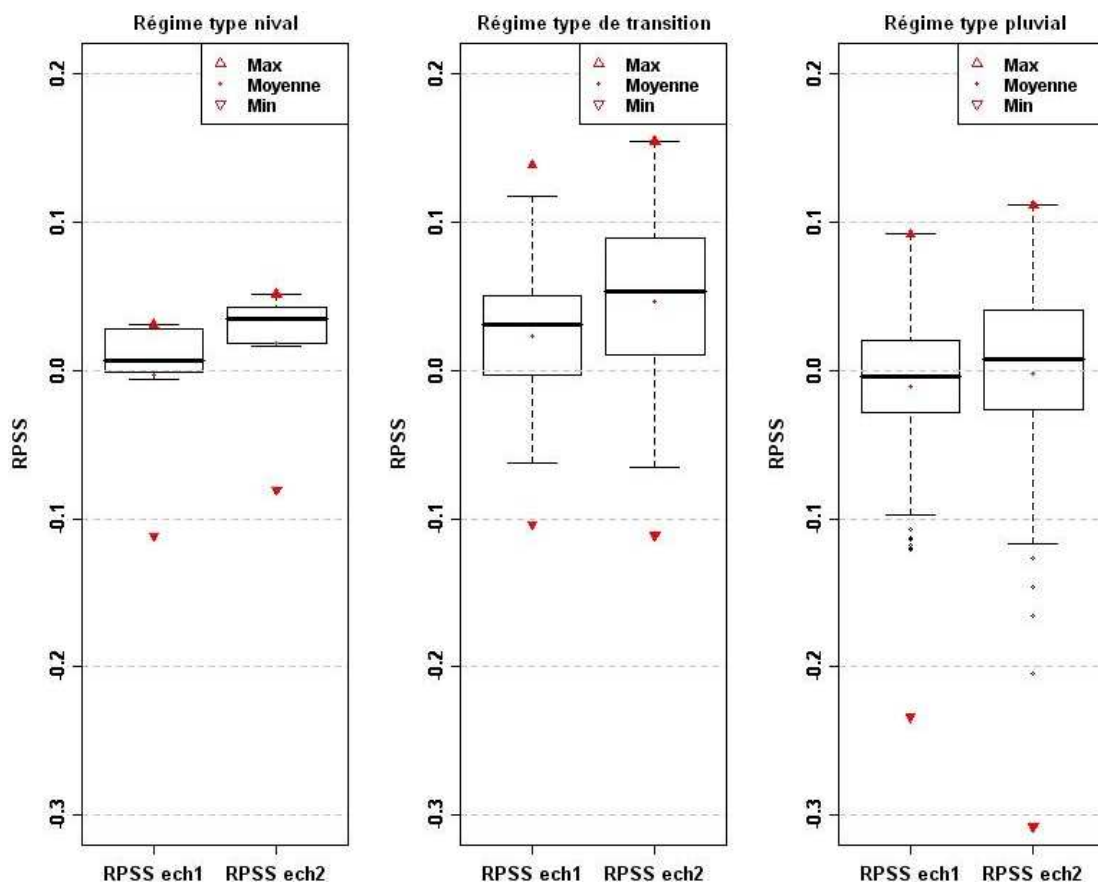 Régime type nival
Max
Moyenne
Min
RPSS
0.2
0.1
0.0
-0.1
-0.2
-0.3
RPSS ech1 RPSS ech2
Régime type de transition
Max
Moyenne
Min
RPSS
0.2
0.1
0.0
-0.1
-0.2
-0.3
RPSS ech1 RPSS ech2
Régime type pluvial
Max
Moyenne
Min
RPSS
0.2
0.1
0.0
-0.1
-0.2
-0.3
RPSS ech1 RPSS ech2